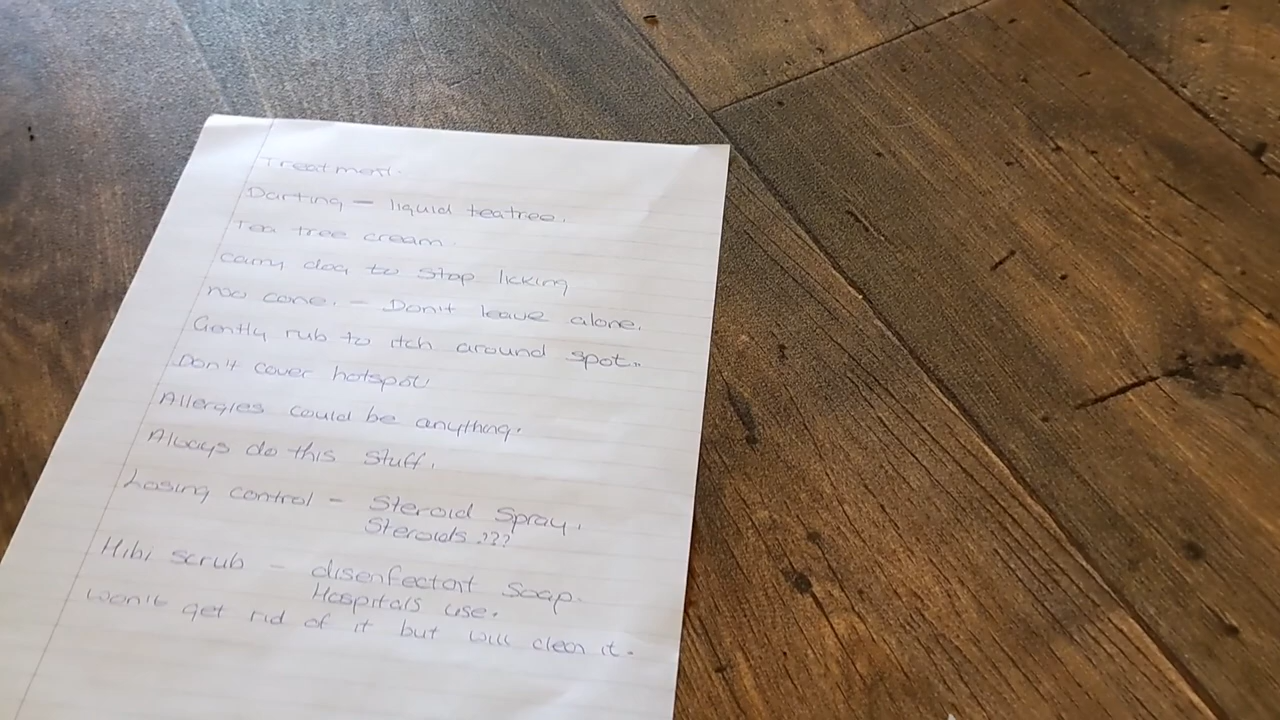 Treatment.
Darting - liquid teatree.
Tea tree cream.
Carry dog to stop licking
no cone. - Don't leave alone.
Gently rub to itch around spot.
Don't cover hotspot!
Allergies could be anything.
Always do this stuff.
Losing control - Steroid Spray.
Steroids.???
Hibi scrub - disenfectant Soap.
Hospitals use.
won't get rid of it but will clean it.